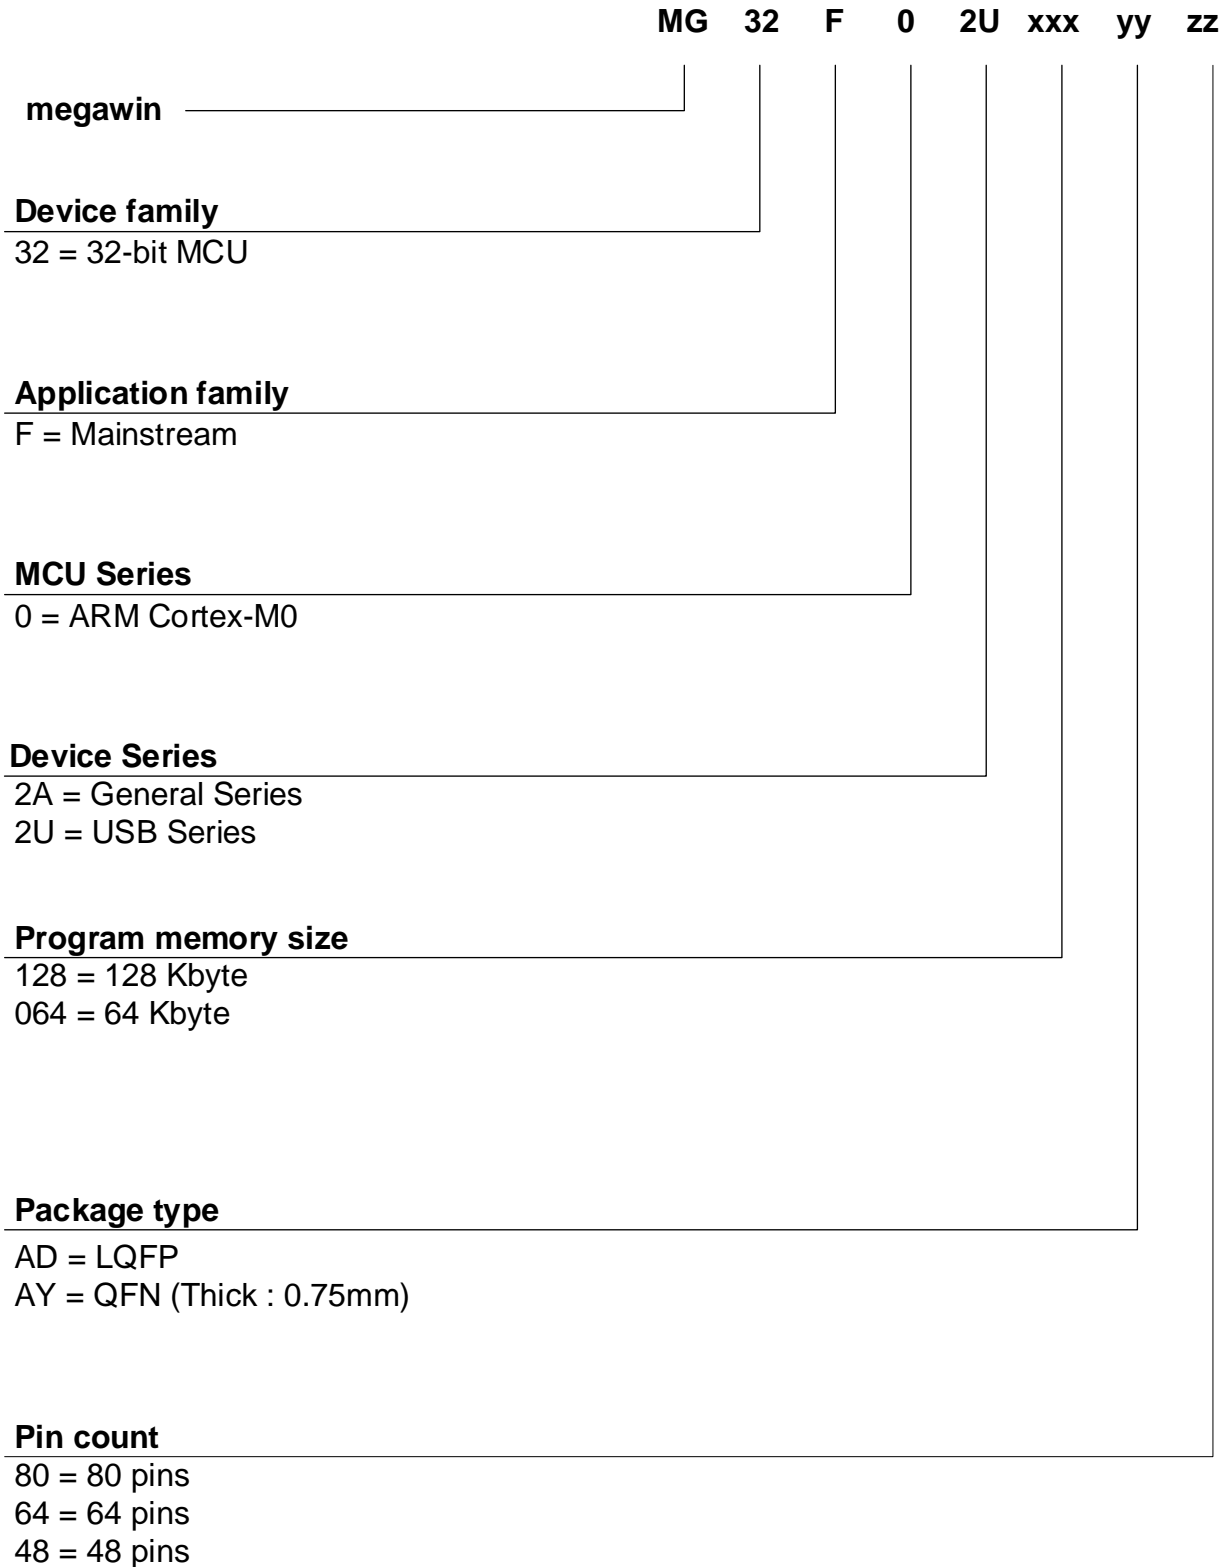 MG 32 F 0 2U xxx yy zz
megawin
Device family
32 = 32-bit MCU
Application family
F = Mainstream
MCU Series
0 = ARM Cortex-M0
Device Series
2A = General Series
2U = USB Series
Program memory size
128 = 128 Kbyte
064 = 64 Kbyte
Package type
AD = LQFP
AY = QFN (Thick : 0.75mm)
Pin count
80 = 80 pins
64 = 64 pins
48 = 48 pins